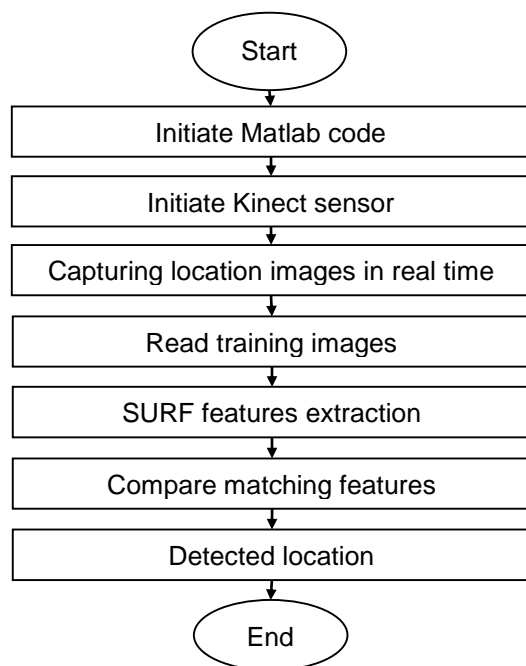 Start
Initiate Matlab code
Initiate Kinect sensor
Capturing location images in real time
Read training images
SURF features extraction
Compare matching features
Detected location
End